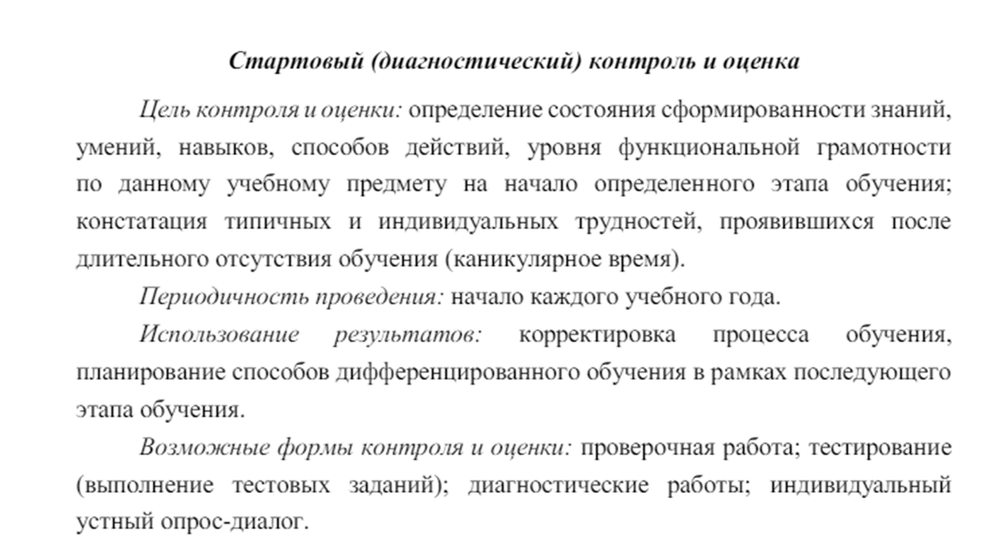 Стартовый (диагностический) контроль и оценка
Цель контроля и оценки: определение состояния сформированности знаний,
умений, навыков, способов действий, уровня функциональной грамотности
по данному учебному предмету на начало определенного этапа обучения;
констатация типичных и индивидуальных трудностей, проявившихся после
длительного отсутствия обучения (каникулярное время).
Периодичность проведения: начало каждого учебного года.
Использование результатов: корректировка процесса обучения,
планирование способов дифференцированного обучения в рамках последующего
этапа обучения.
Возможные формы контроля и оценки: проверочная работа; тестирование
(выполнение тестовых заданий); диагностические работы; индивидуальный
устный опрос-диалог.